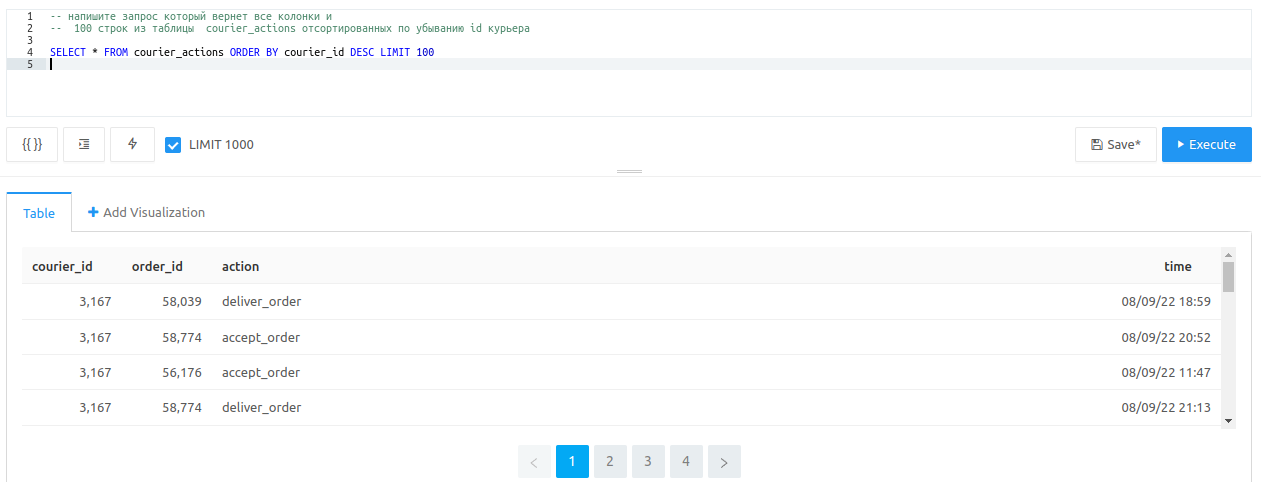 1 -- напишите запрос который вернет все колонки и
2 --  100 строк из таблицы  courier_actions отсортированных по убыванию id курьера
3
4 SELECT * FROM courier_actions ORDER BY courier_id DESC LIMIT 100
5
{{ }} LIMIT 1000 Save* Execute
Table + Add Visualization
courier_id order_id action time
3,167 58,039 deliver_order 08/09/22 18:59
3,167 58,774 accept_order 08/09/22 20:52
3,167 56,176 accept_order 08/09/22 11:47
3,167 58,774 deliver_order 08/09/22 21:13
< 1 2 3 4 >